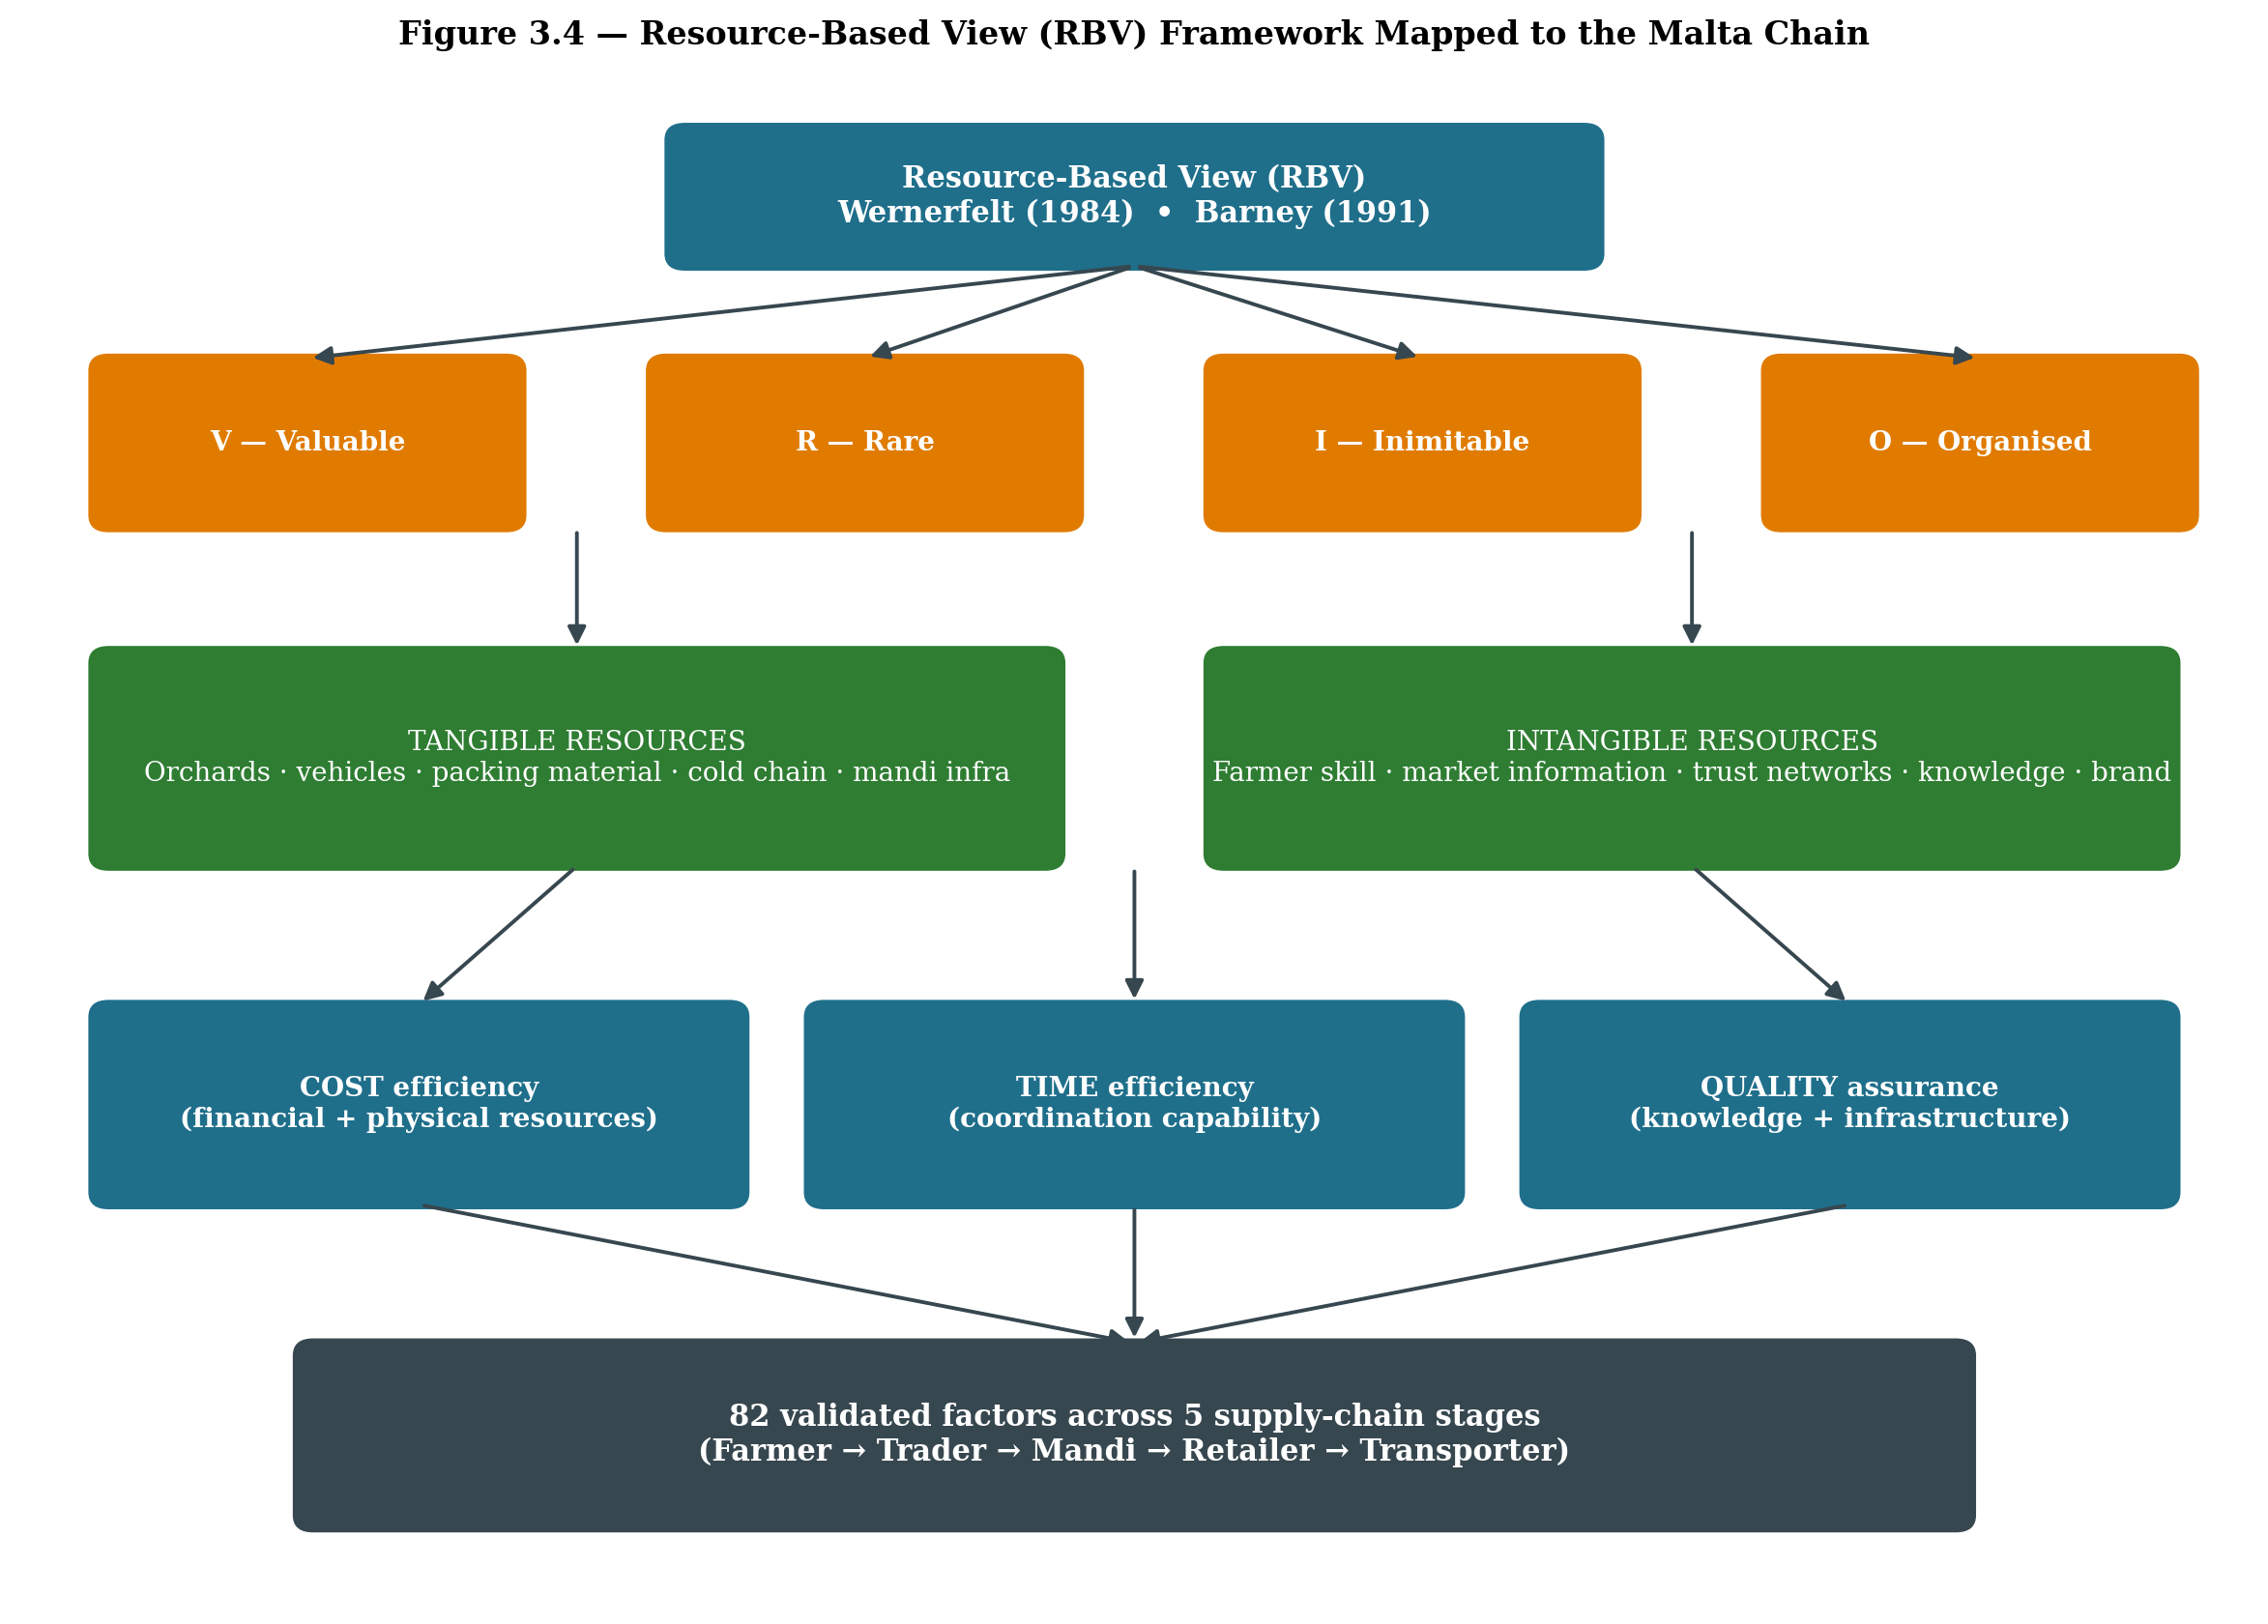 Figure 3.4 — Resource-Based View (RBV) Framework Mapped to the Malta Chain
Resource-Based View (RBV)
Wernerfelt (1984) • Barney (1991)
V — Valuable
R — Rare
I — Inimitable
O — Organised
TANGIBLE RESOURCES
Orchards · vehicles · packing material · cold chain · mandi infra
INTANGIBLE RESOURCES
Farmer skill · market information · trust networks · knowledge · brand
COST efficiency
(financial + physical resources)
TIME efficiency
(coordination capability)
QUALITY assurance
(knowledge + infrastructure)
82 validated factors across 5 supply-chain stages
(Farmer → Trader → Mandi → Retailer → Transporter)